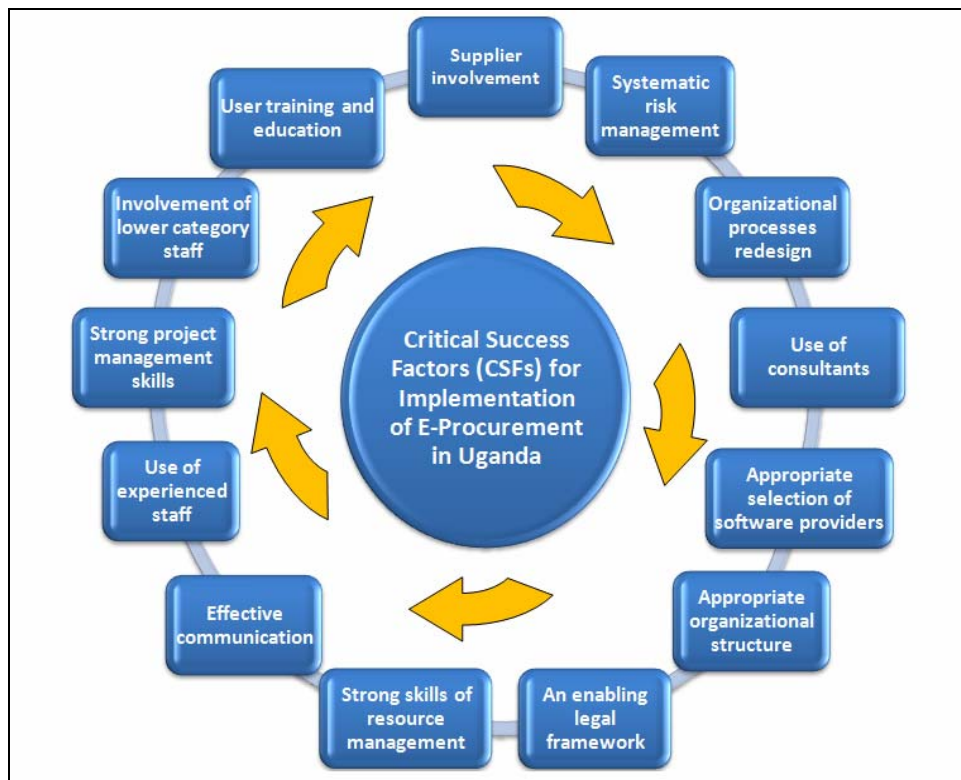 Supplier
involvement
Systematic
risk
management
Organizational
processes
redesign
Use of
consultants
Appropriate
selection of
software providers
Appropriate
organizational
structure
An enabling
legal
framework
Strong skills of
resource
management
Effective
communication
Use of
experienced
staff
Strong project
management
skills
Involvement of
lower category
staff
User training and
education
Critical Success
Factors (CSFs) for
Implementation
of E-Procurement
in Uganda